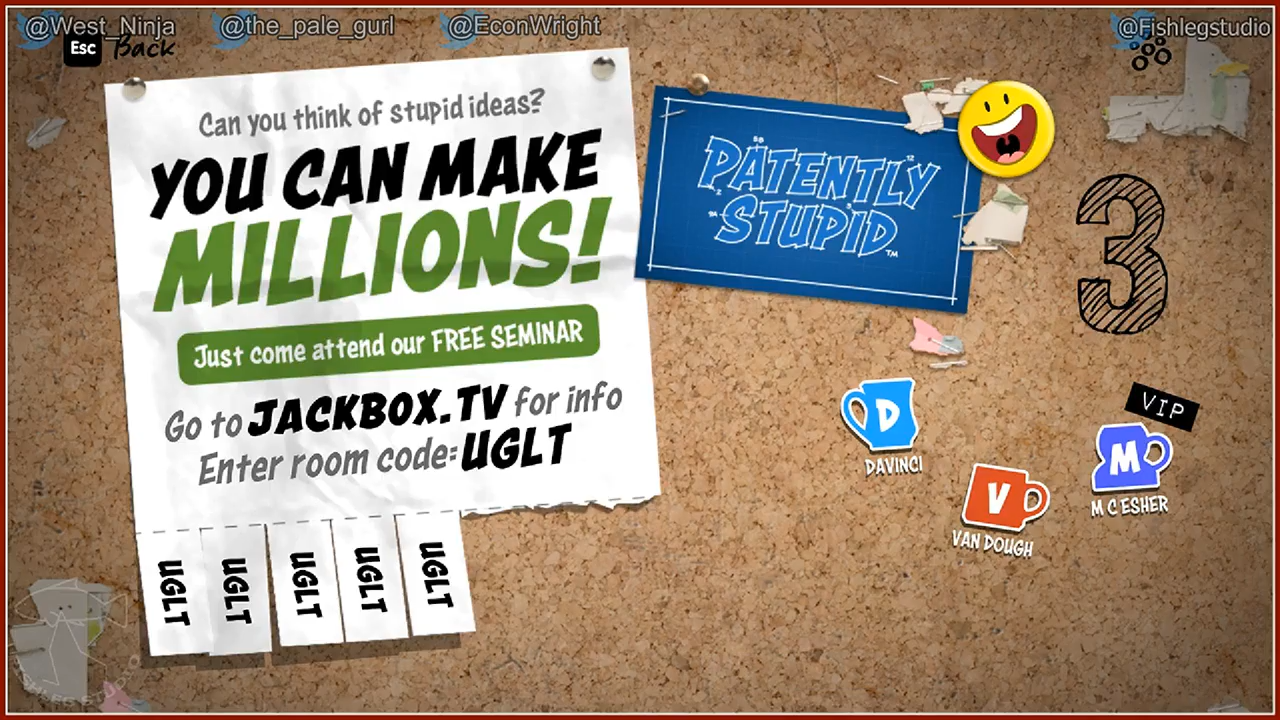 @West_Ninja @the_pale_gurl @EconWright @Fishlegstudio
Esc Back
Can you think of stupid ideas?
YOU CAN MAKE
MILLIONS!
Just come attend our FREE SEMINAR
Go to JACKBOX.TV for info
Enter room code: UGLT
UGLT
UGLT
UGLT
UGLT
UGLT
PATENTLY
STUPID™
3
D
DAVINCI
V
VAN DOUGH
VIP
M
M C ESHER